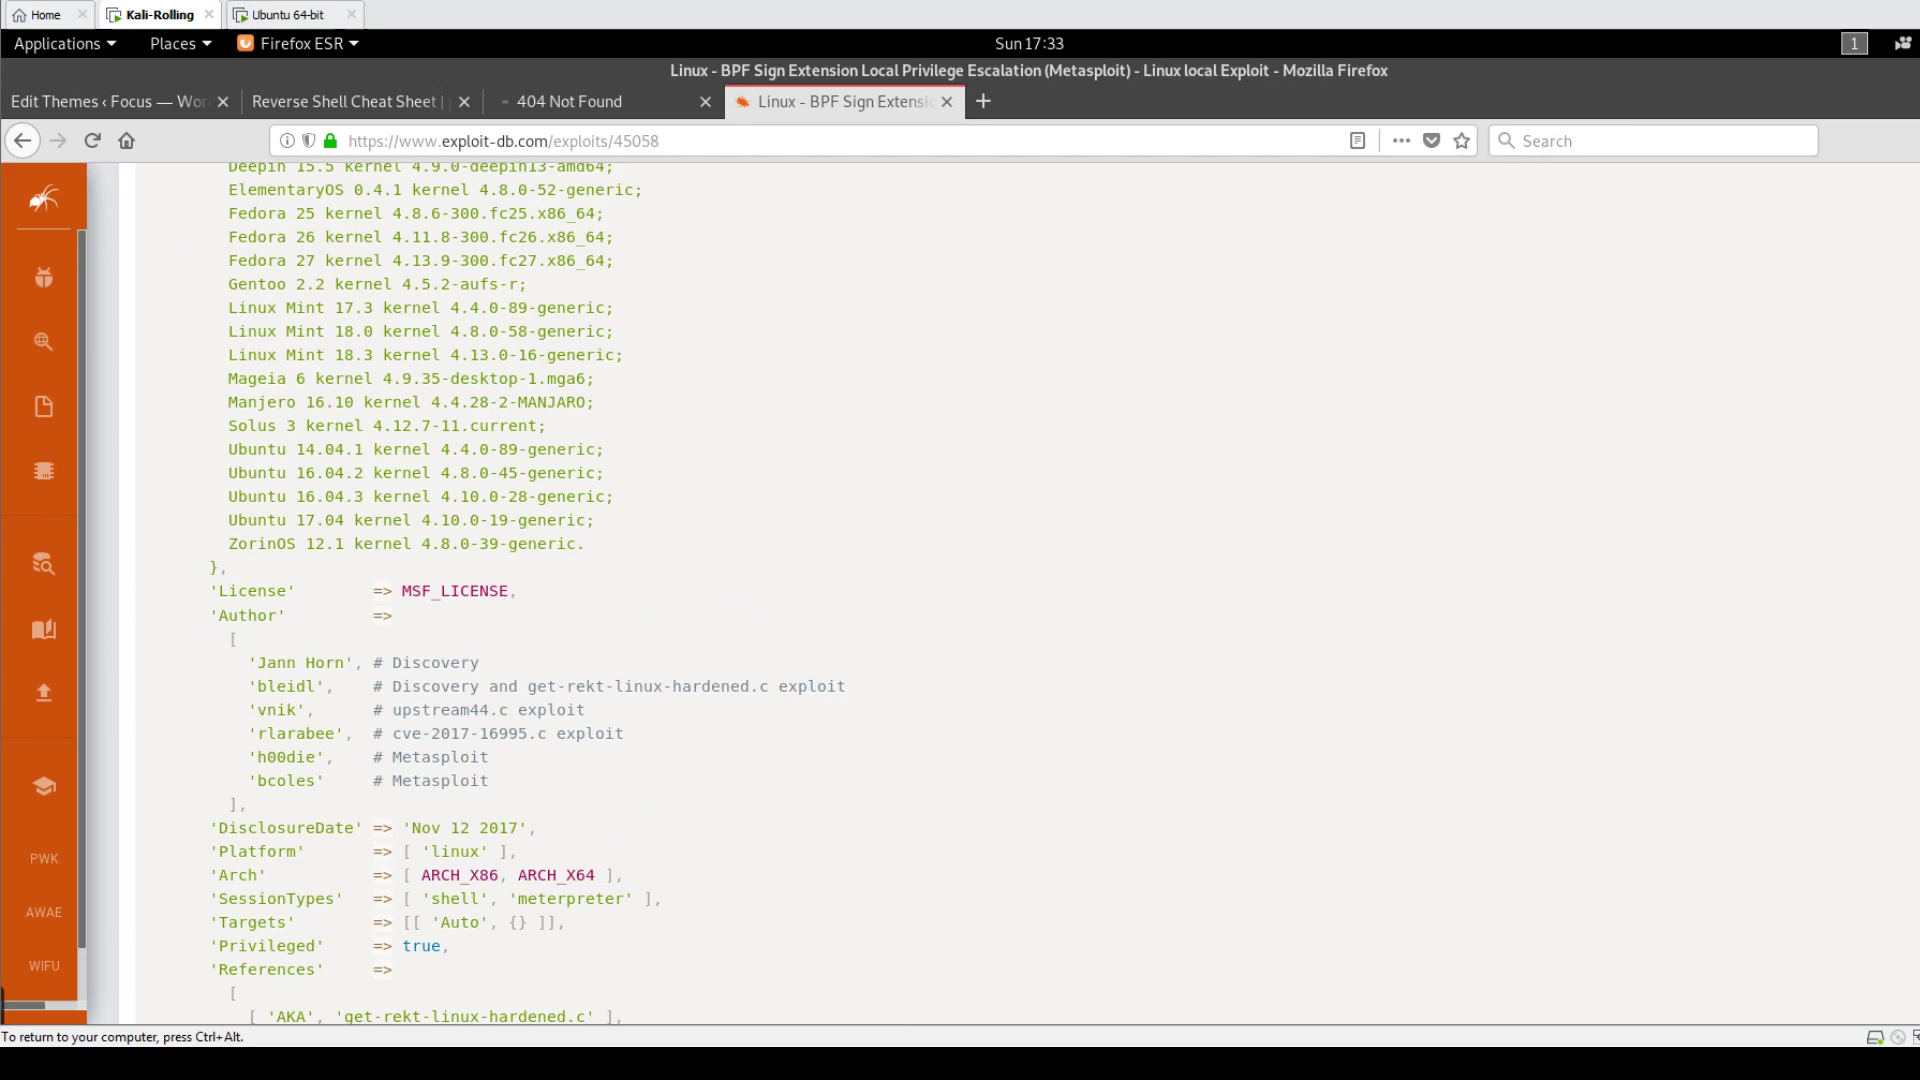 Home
Kali-Rolling
Ubuntu 64-bit
Applications
Places
Firefox ESR
Sun 17:33
1
Linux - BPF Sign Extension Local Privilege Escalation (Metasploit) - Linux local Exploit - Mozilla Firefox
Edit Themes ‹ Focus — Wor
Reverse Shell Cheat Sheet |
404 Not Found
Linux - BPF Sign Extensi
https://www.exploit-db.com/exploits/45058
Search
Deepin 15.5 kernel 4.9.0-deepin13-amd64;
ElementaryOS 0.4.1 kernel 4.8.0-52-generic;
Fedora 25 kernel 4.8.6-300.fc25.x86_64;
Fedora 26 kernel 4.11.8-300.fc26.x86_64;
Fedora 27 kernel 4.13.9-300.fc27.x86_64;
Gentoo 2.2 kernel 4.5.2-aufs-r;
Linux Mint 17.3 kernel 4.4.0-89-generic;
Linux Mint 18.0 kernel 4.8.0-58-generic;
Linux Mint 18.3 kernel 4.13.0-16-generic;
Mageia 6 kernel 4.9.35-desktop-1.mga6;
Manjero 16.10 kernel 4.4.28-2-MANJARO;
Solus 3 kernel 4.12.7-11.current;
Ubuntu 14.04.1 kernel 4.4.0-89-generic;
Ubuntu 16.04.2 kernel 4.8.0-45-generic;
Ubuntu 16.04.3 kernel 4.10.0-28-generic;
Ubuntu 17.04 kernel 4.10.0-19-generic;
ZorinOS 12.1 kernel 4.8.0-39-generic.
},
'License' => MSF_LICENSE,
'Author' =>
[
'Jann Horn', # Discovery
'bleidl', # Discovery and get-rekt-linux-hardened.c exploit
'vnik', # upstream44.c exploit
'rlarabee', # cve-2017-16995.c exploit
'h00die', # Metasploit
'bcoles' # Metasploit
],
'DisclosureDate' => 'Nov 12 2017',
'Platform' => [ 'linux' ],
'Arch' => [ ARCH_X86, ARCH_X64 ],
'SessionTypes' => [ 'shell', 'meterpreter' ],
'Targets' => [[ 'Auto', {} ]],
'Privileged' => true,
'References' =>
[
[ 'AKA', 'get-rekt-linux-hardened.c' ],
PWK
AWAE
WIFU
To return to your computer, press Ctrl+Alt.